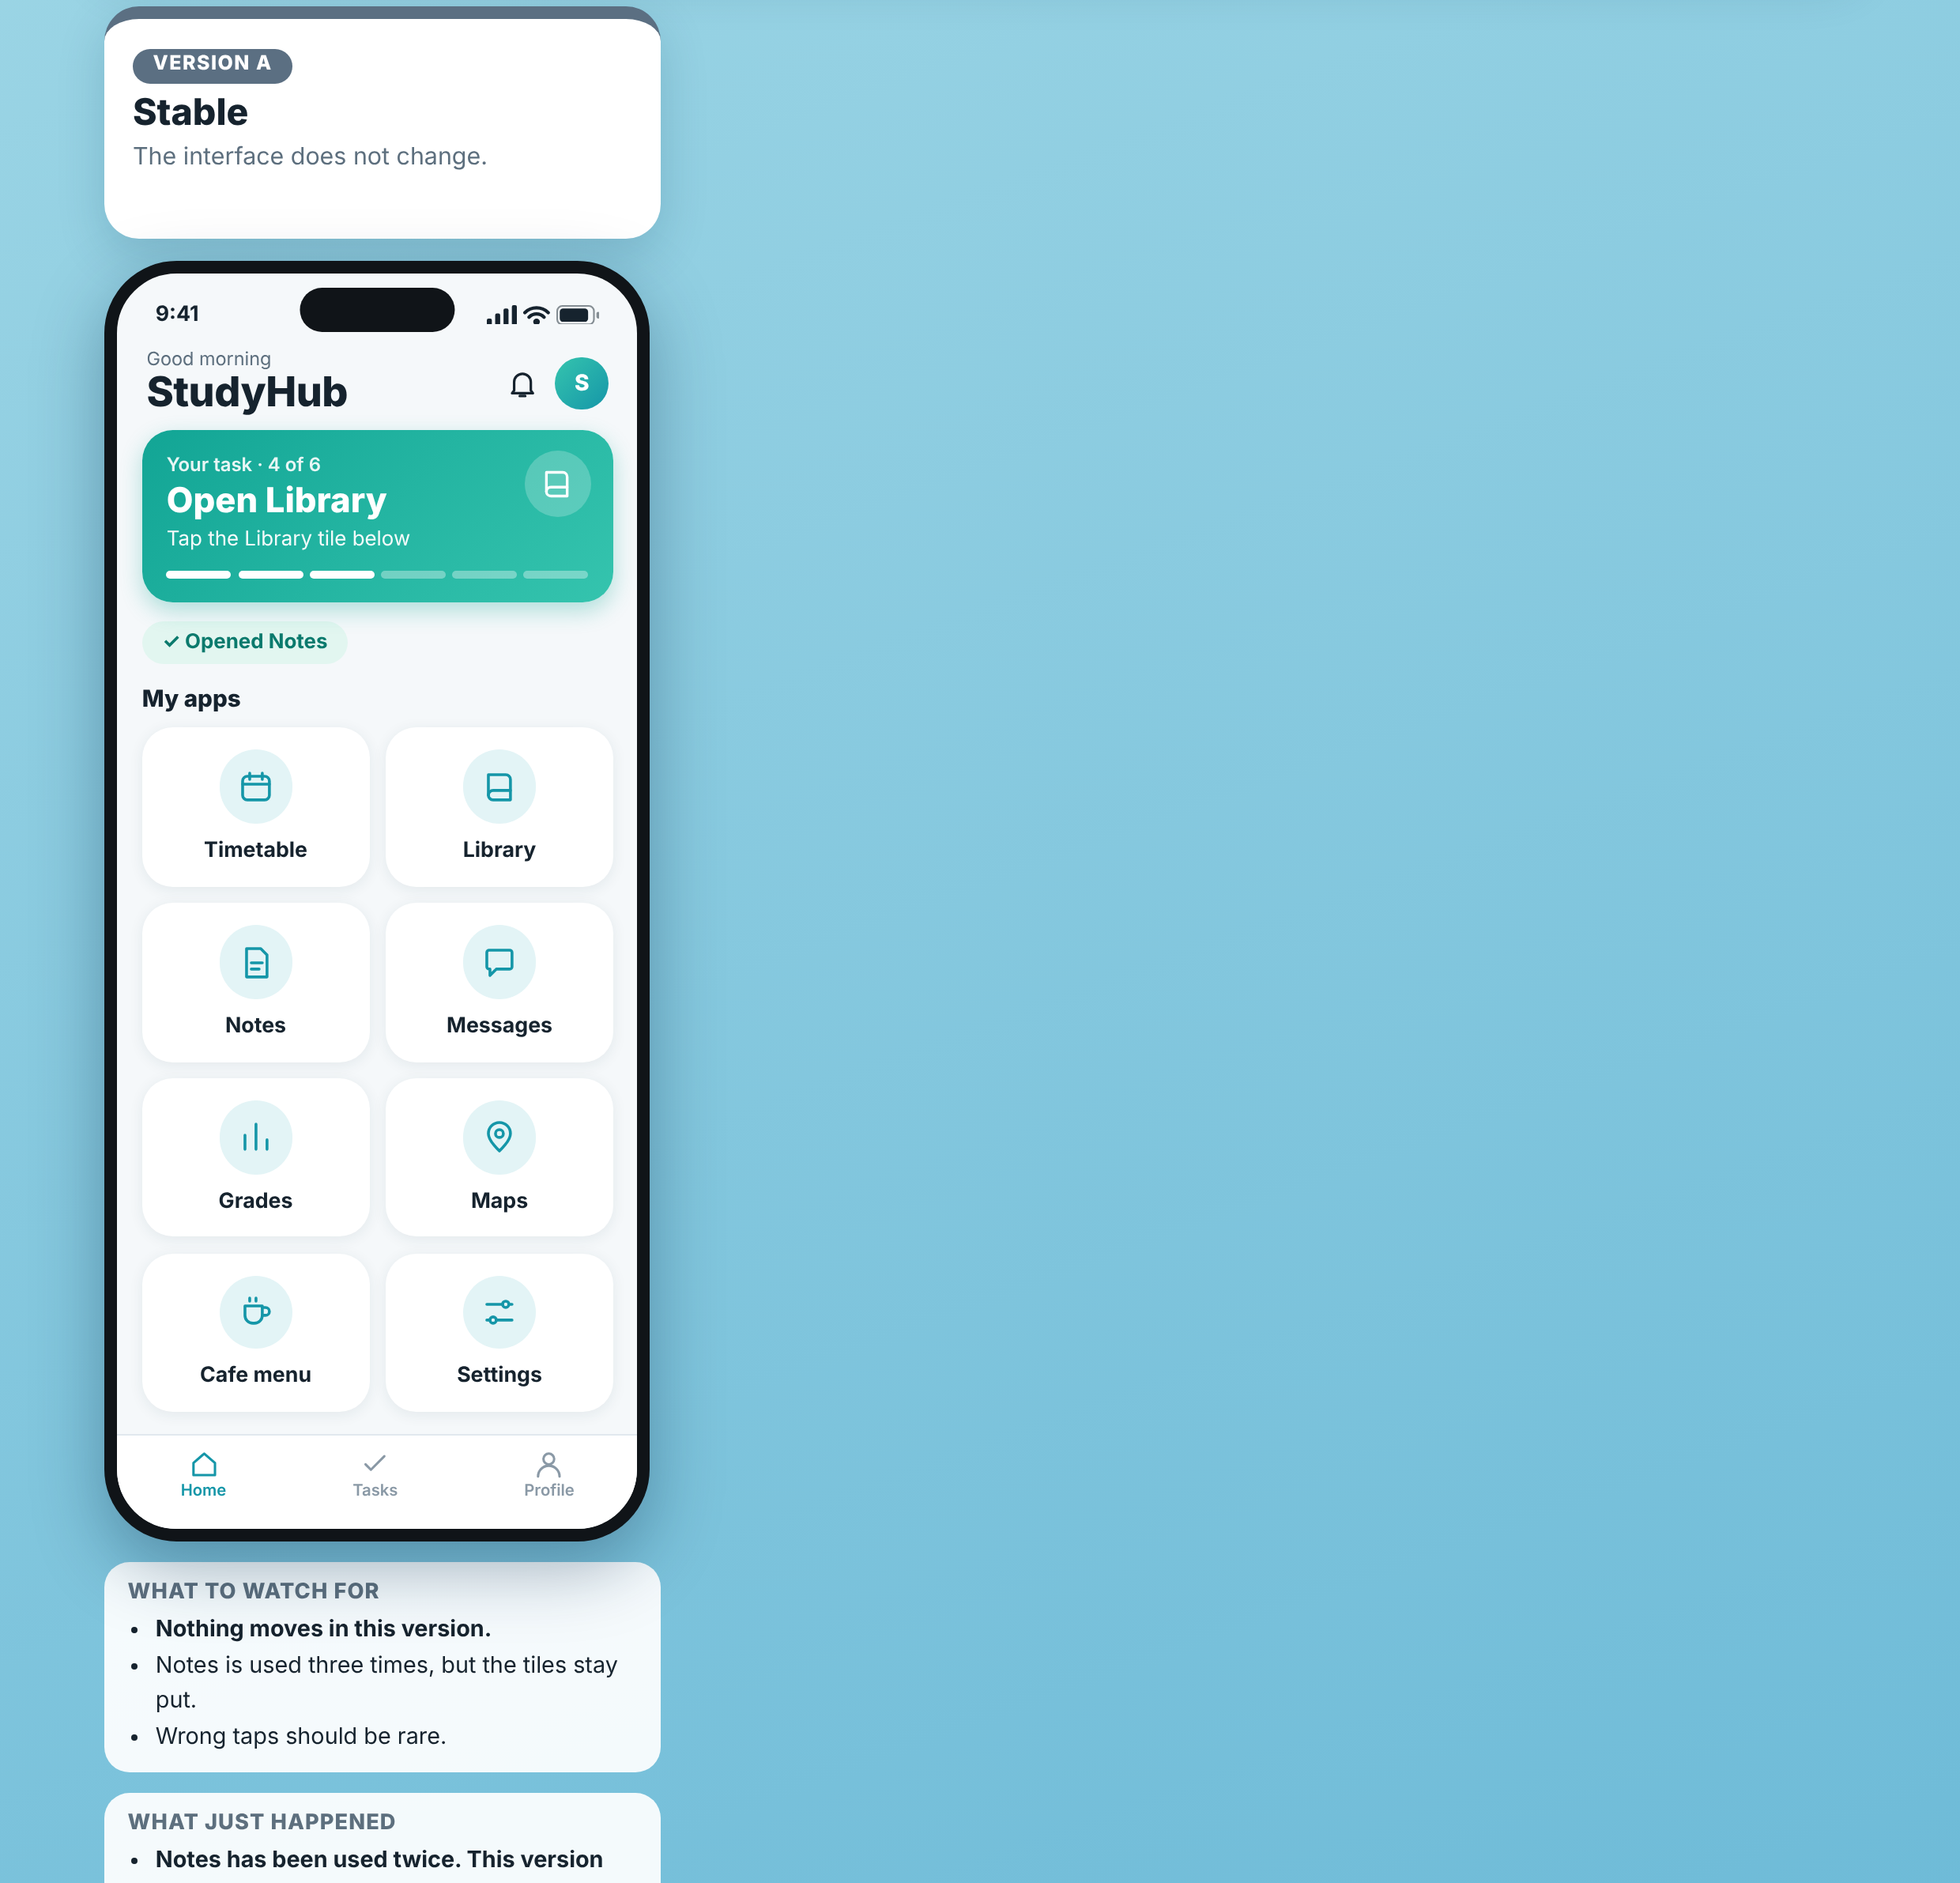 VERSION A
Stable
The interface does not change.
9:41
Good morning
StudyHub
S
Your task · 4 of 6
Open Library
Tap the Library tile below
✓ Opened Notes
My apps
Timetable
Library
Notes
Messages
Grades
Maps
Cafe menu
Settings
Home
Tasks
Profile
WHAT TO WATCH FOR
• Nothing moves in this version.
• Notes is used three times, but the tiles stay
put.
• Wrong taps should be rare.
WHAT JUST HAPPENED
• Notes has been used twice. This version